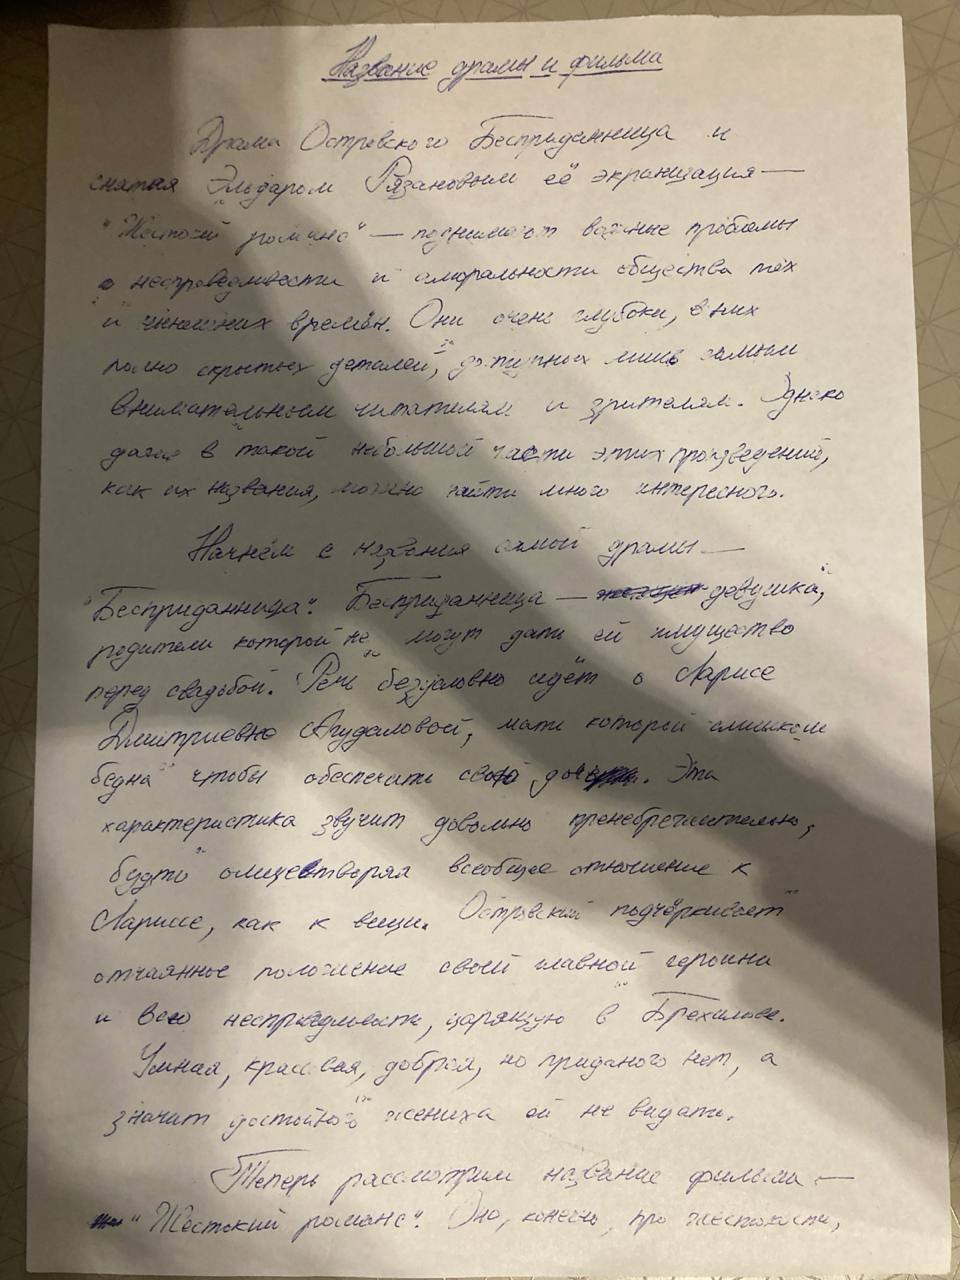 Название драмы и фильма
Драма Островского Бесприданница и
снятая Эльдаром Рязановым её экранизация —
"Жестокий романс" — поднимают важные проблемы
о несправедливости и аморальности общества тех
и нынешних времён. Они очень глубоки, в них
полно скрытых деталей, доступных лишь самым
внимательным читателям и зрителям. Однако
даже в такой небольшой части этих произведений,
как их названия, можно найти много интересного.
Начнём с названия самой драмы —
"Бесприданница". Бесприданница — девушка,
родители которой не могут дать ей имущество
перед свадьбой. Речь безусловно идёт о Ларисе
Дмитриевне Огудаловой, мать которой слишком
бедна чтобы обеспечить свою дочь. Эта
характеристика звучит довольно пренебрежительно,
будто олицетворяя всеобщее отношение к
Ларисе, как к вещи. Островский подчёркивает
отчаянное положение своей главной героини
и всю несправедливость, царящую в Бряхимове.
Умная, красивая, добрая, но приданого нет, а
значит достойного жениха ей не видать.
Теперь рассмотрим название фильма —
"Жестокий романс". Оно, конечно, про жестокость,